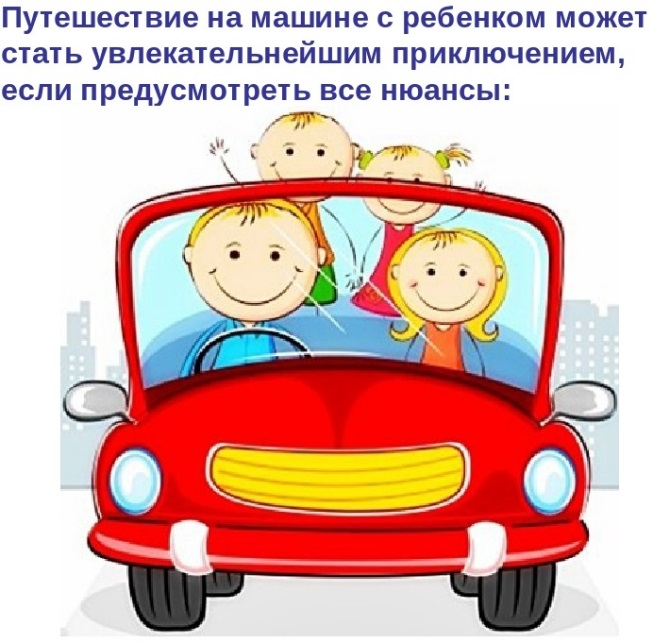 Путешествие на машине с ребенком может
стать увлекательнейшим приключением,
если предусмотреть все нюансы: